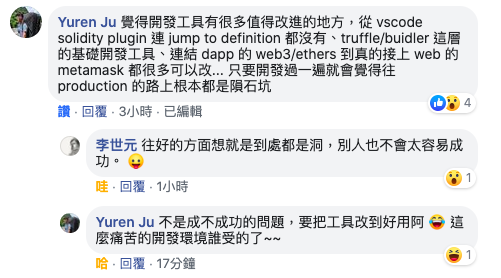 Yuren Ju 覺得開發工具有很多值得改進的地方，從 vscode
solidity plugin 連 jump to definition 都沒有、truffle/buidler 這層
的基礎開發工具、連結 dapp 的 web3/ethers 到真的接上 web 的
metamask 都很多可以改... 只要開發過一遍就會覺得往
production 的路上根本都是隕石坑
4
讚 · 回覆 · 3小時 · 已編輯
李世元 往好的方面想就是到處都是洞，別人也不會太容易成
功。 😜
1
哇 · 回覆 · 1小時
Yuren Ju 不是成不成功的問題，要把工具改到好用阿 😂 這
麼痛苦的開發環境誰受的了~~
1
哈 · 回覆 · 17分鐘